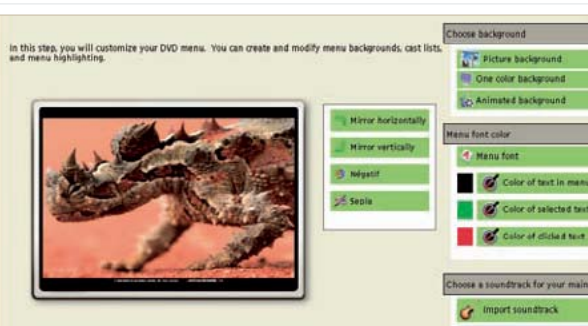 In this step, you will customize your DVD menu. You can create and modify menu backgrounds, cast lists,
and menu highlighting.
Mirror horizontally
Mirror vertically
Négatif
Sepia
Choose background
Picture background
One color background
Animated background
Menu font color
Menu font
Color of text in menu
Color of selected text
Color of clicked text
Choose a soundtrack for your main
Import soundtrack